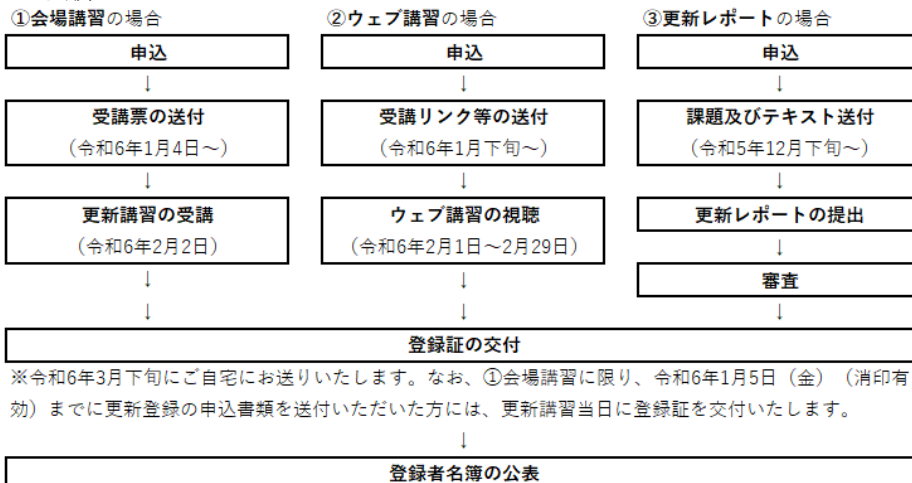 ①会場講習の場合
申込
↓
受講票の送付
（令和6年1月4日～）
↓
更新講習の受講
（令和6年2月2日）
↓
↓
②ウェブ講習の場合
申込
↓
受講リンク等の送付
（令和6年1月下旬～）
↓
ウェブ講習の視聴
（令和6年2月1日～2月29日）
↓
↓
③更新レポートの場合
申込
↓
課題及びテキスト送付
（令和5年12月下旬～）
↓
更新レポートの提出
↓
審査
↓
登録証の交付
※令和6年3月下旬にご自宅にお送りいたします。なお、①会場講習に限り、令和6年1月5日（金）（消印有
効）までに更新登録の申込書類を送付いただいた方には、更新講習当日に登録証を交付いたします。
↓
登録者名簿の公表